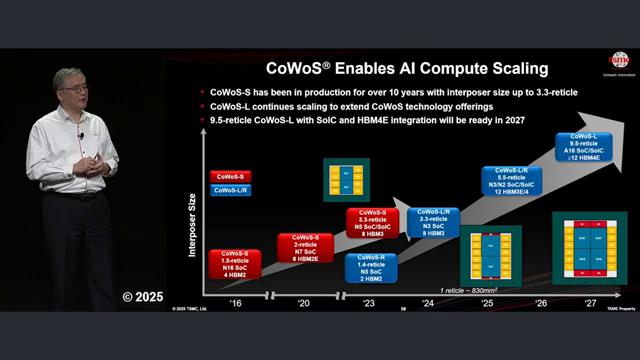 CoWoS® Enables AI Compute Scaling
tsmc
Unleash Innovation
CoWoS-S has been in production for over 10 years with interposer size up to 3.3-reticle
CoWoS-L continues scaling to extend CoWoS technology offerings
9.5-reticle CoWoS-L with SoIC and HBM4E integration will be ready in 2027
CoWoS-S
CoWoS-L/R
Interposer Size
CoWoS-S
1.5-reticle
N16 SoC
4 HBM2
CoWoS-S
2-reticle
N7 SoC
6 HBM2E
CoWoS-S
3.3-reticle
N5 SoC/SoIC
8 HBM3
CoWoS-R
1.4-reticle
N5 SoC
2 HBM2
CoWoS-L/R
3.3-reticle
N3 SoC
8 HBM3
CoWoS-L/R
5.5-reticle
N3/N2 SoC/SoIC
12 HBM3E/4
CoWoS-L
9.5-reticle
A16 SoC/SoIC
≥12 HBM4E
1 reticle ~ 830mm²
'16
'20
'23
'24
'25
'26
'27
© 2025
© 2025 TSMC, Ltd.
58
TSMC Property